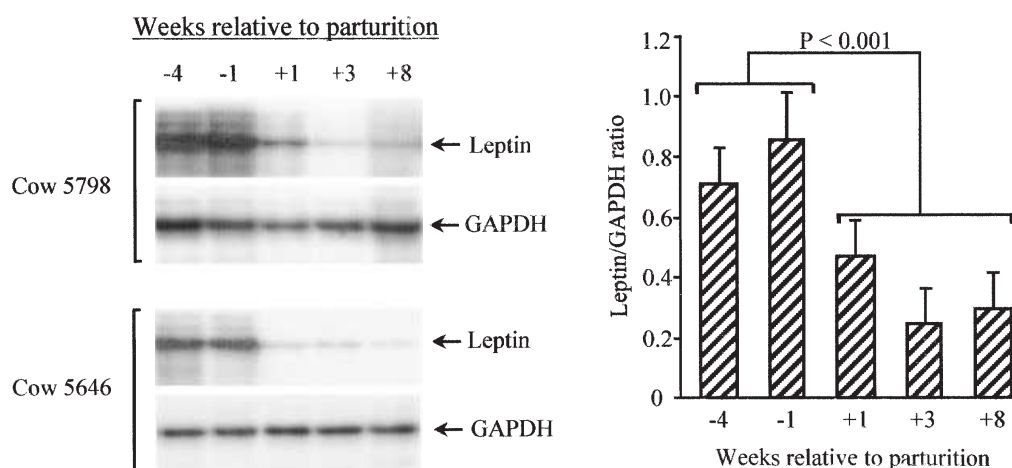 Weeks relative to parturition
-4 -1 +1 +3 +8
Leptin
Cow 5798
GAPDH
Leptin
Cow 5646
GAPDH
P < 0.001
Leptin/GAPDH ratio
1.2
1.0
0.8
0.6
0.4
0.2
0
-4 -1 +1 +3 +8
Weeks relative to parturition